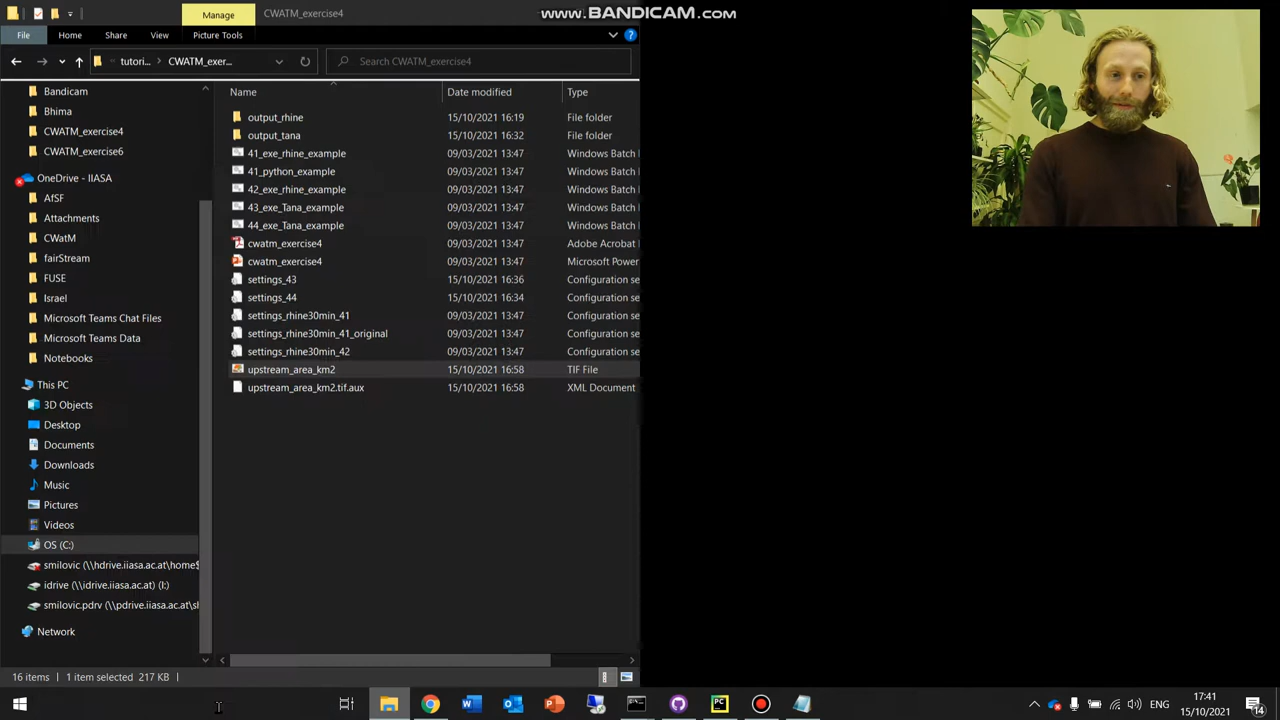 Manage
CWATM_exercise4
www.BANDICAM.com
File
Home
Share
View
Picture Tools
tutori...
CWATM_exer...
Search CWATM_exercise4
Name
Date modified
Type
Bandicam
Bhima
CWATM_exercise4
CWATM_exercise6
OneDrive - IIASA
AfSF
Attachments
CWatM
fairStream
FUSE
Israel
Microsoft Teams Chat Files
Microsoft Teams Data
Notebooks
This PC
3D Objects
Desktop
Documents
Downloads
Music
Pictures
Videos
OS (C:)
smilovic (\\hdrive.iiasa.ac.at\home$
idrive (\\idrive.iiasa.ac.at) (I:)
smilovic.pdrv (\\pdrive.iiasa.ac.at\sh
Network
output_rhine 15/10/2021 16:19 File folder
output_tana 15/10/2021 16:32 File folder
41_exe_rhine_example 09/03/2021 13:47 Windows Batch
41_python_example 09/03/2021 13:47 Windows Batch
42_exe_rhine_example 09/03/2021 13:47 Windows Batch
43_exe_Tana_example 09/03/2021 13:47 Windows Batch
44_exe_Tana_example 09/03/2021 13:47 Windows Batch
cwatm_exercise4 09/03/2021 13:47 Adobe Acrobat
cwatm_exercise4 09/03/2021 13:47 Microsoft Power
settings_43 15/10/2021 16:36 Configuration se
settings_44 15/10/2021 16:34 Configuration se
settings_rhine30min_41 09/03/2021 13:47 Configuration se
settings_rhine30min_41_original 09/03/2021 13:47 Configuration se
settings_rhine30min_42 09/03/2021 13:47 Configuration se
upstream_area_km2 15/10/2021 16:58 TIF File
upstream_area_km2.tif.aux 15/10/2021 16:58 XML Document
16 items
1 item selected 217 KB
ENG
17:41
15/10/2021
14